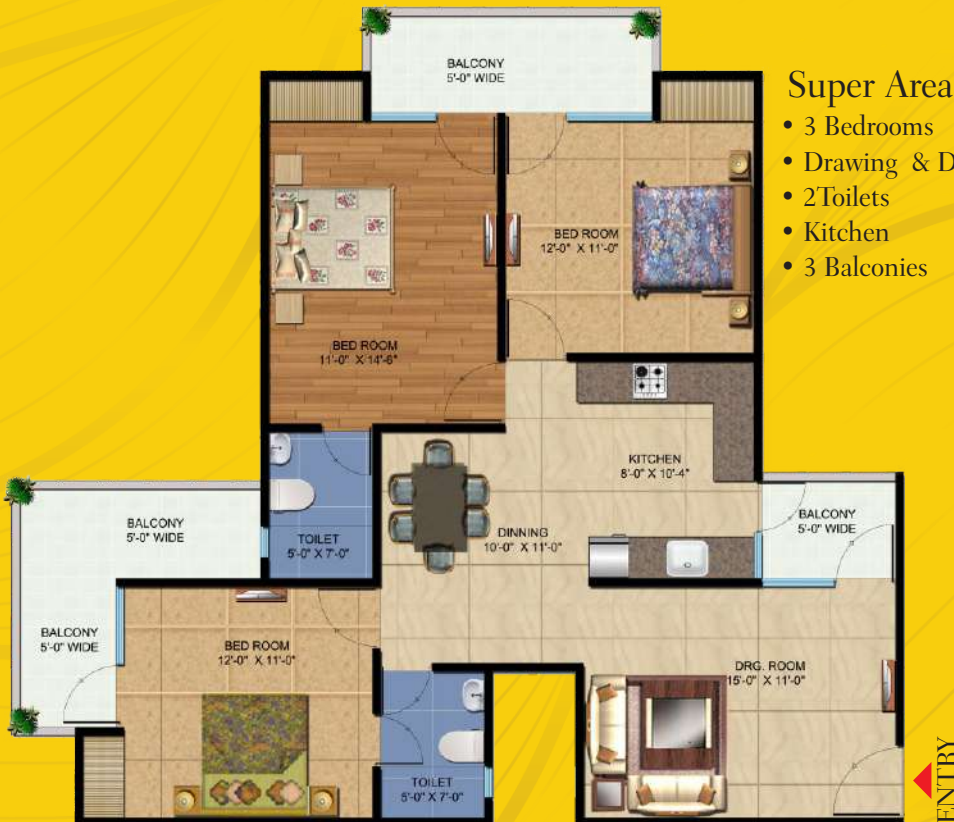 BALCONY
5'-0" WIDE
Super Area
• 3 Bedrooms
• Drawing & D
• 2Toilets
• Kitchen
• 3 Balconies
BED ROOM
12'-0" X 11'-0"
BED ROOM
11'-0" X 14'-6"
KITCHEN
8'-0" X 10'-4"
BALCONY
5'-0" WIDE
BALCONY
5'-0" WIDE
DINNING
10'-0" X 11'-0"
TOILET
5'-0" X 7'-0"
BALCONY
5'-0" WIDE
BED ROOM
12'-0" X 11'-0"
DRG. ROOM
15'-0" X 11'-0"
TOILET
5'-0" X 7'-0"
ENTRY